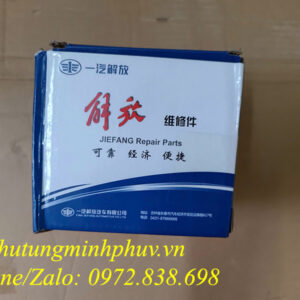 一汽解放
解放 维修件
JIEFANG Repair Parts
可靠 经济 便捷
一汽解放汽车有限公司
hutungminhphuv.vn
ine/Zalo: 0972.838.698